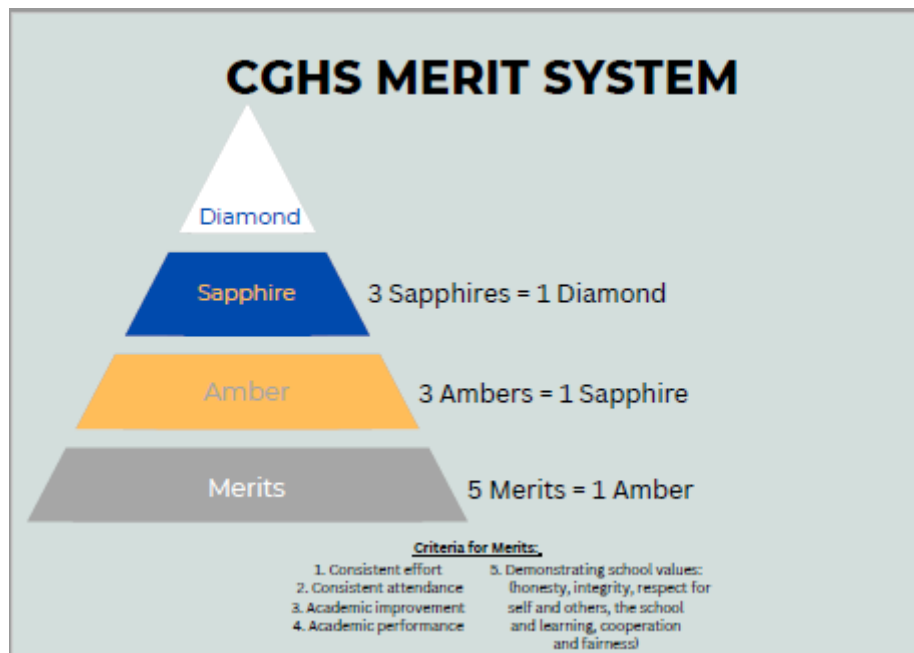 CGHS MERIT SYSTEM
Diamond
Sapphire
3 Sapphires = 1 Diamond
Amber
3 Ambers = 1 Sapphire
Merits
5 Merits = 1 Amber
Criteria for Merits:
1. Consistent effort
2. Consistent attendance
3. Academic improvement
4. Academic performance
5. Demonstrating school values:
(honesty, integrity, respect for
self and others, the school
and learning, cooperation
and fairness)